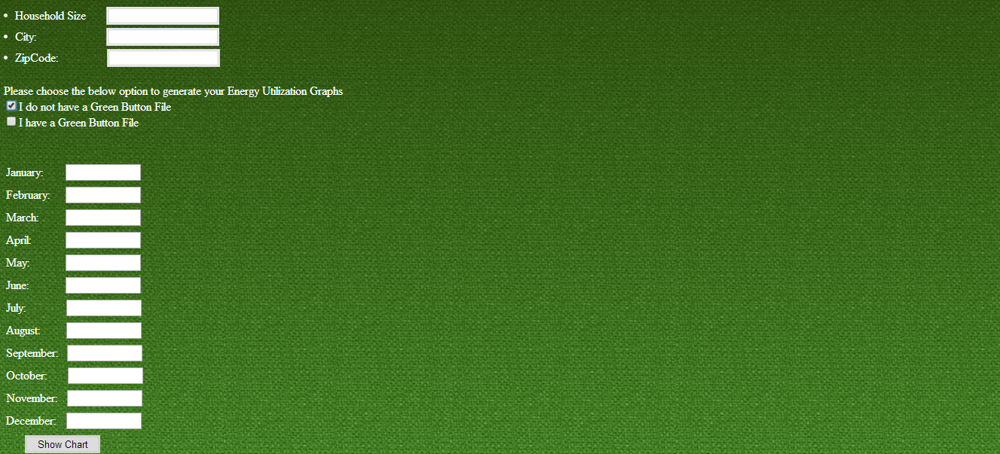 • Household Size
• City:
• ZipCode:
Please choose the below option to generate your Energy Utilization Graphs
I do not have a Green Button File
I have a Green Button File
January:
February:
March:
April:
May:
June:
July:
August:
September:
October:
November:
December:
Show Chart